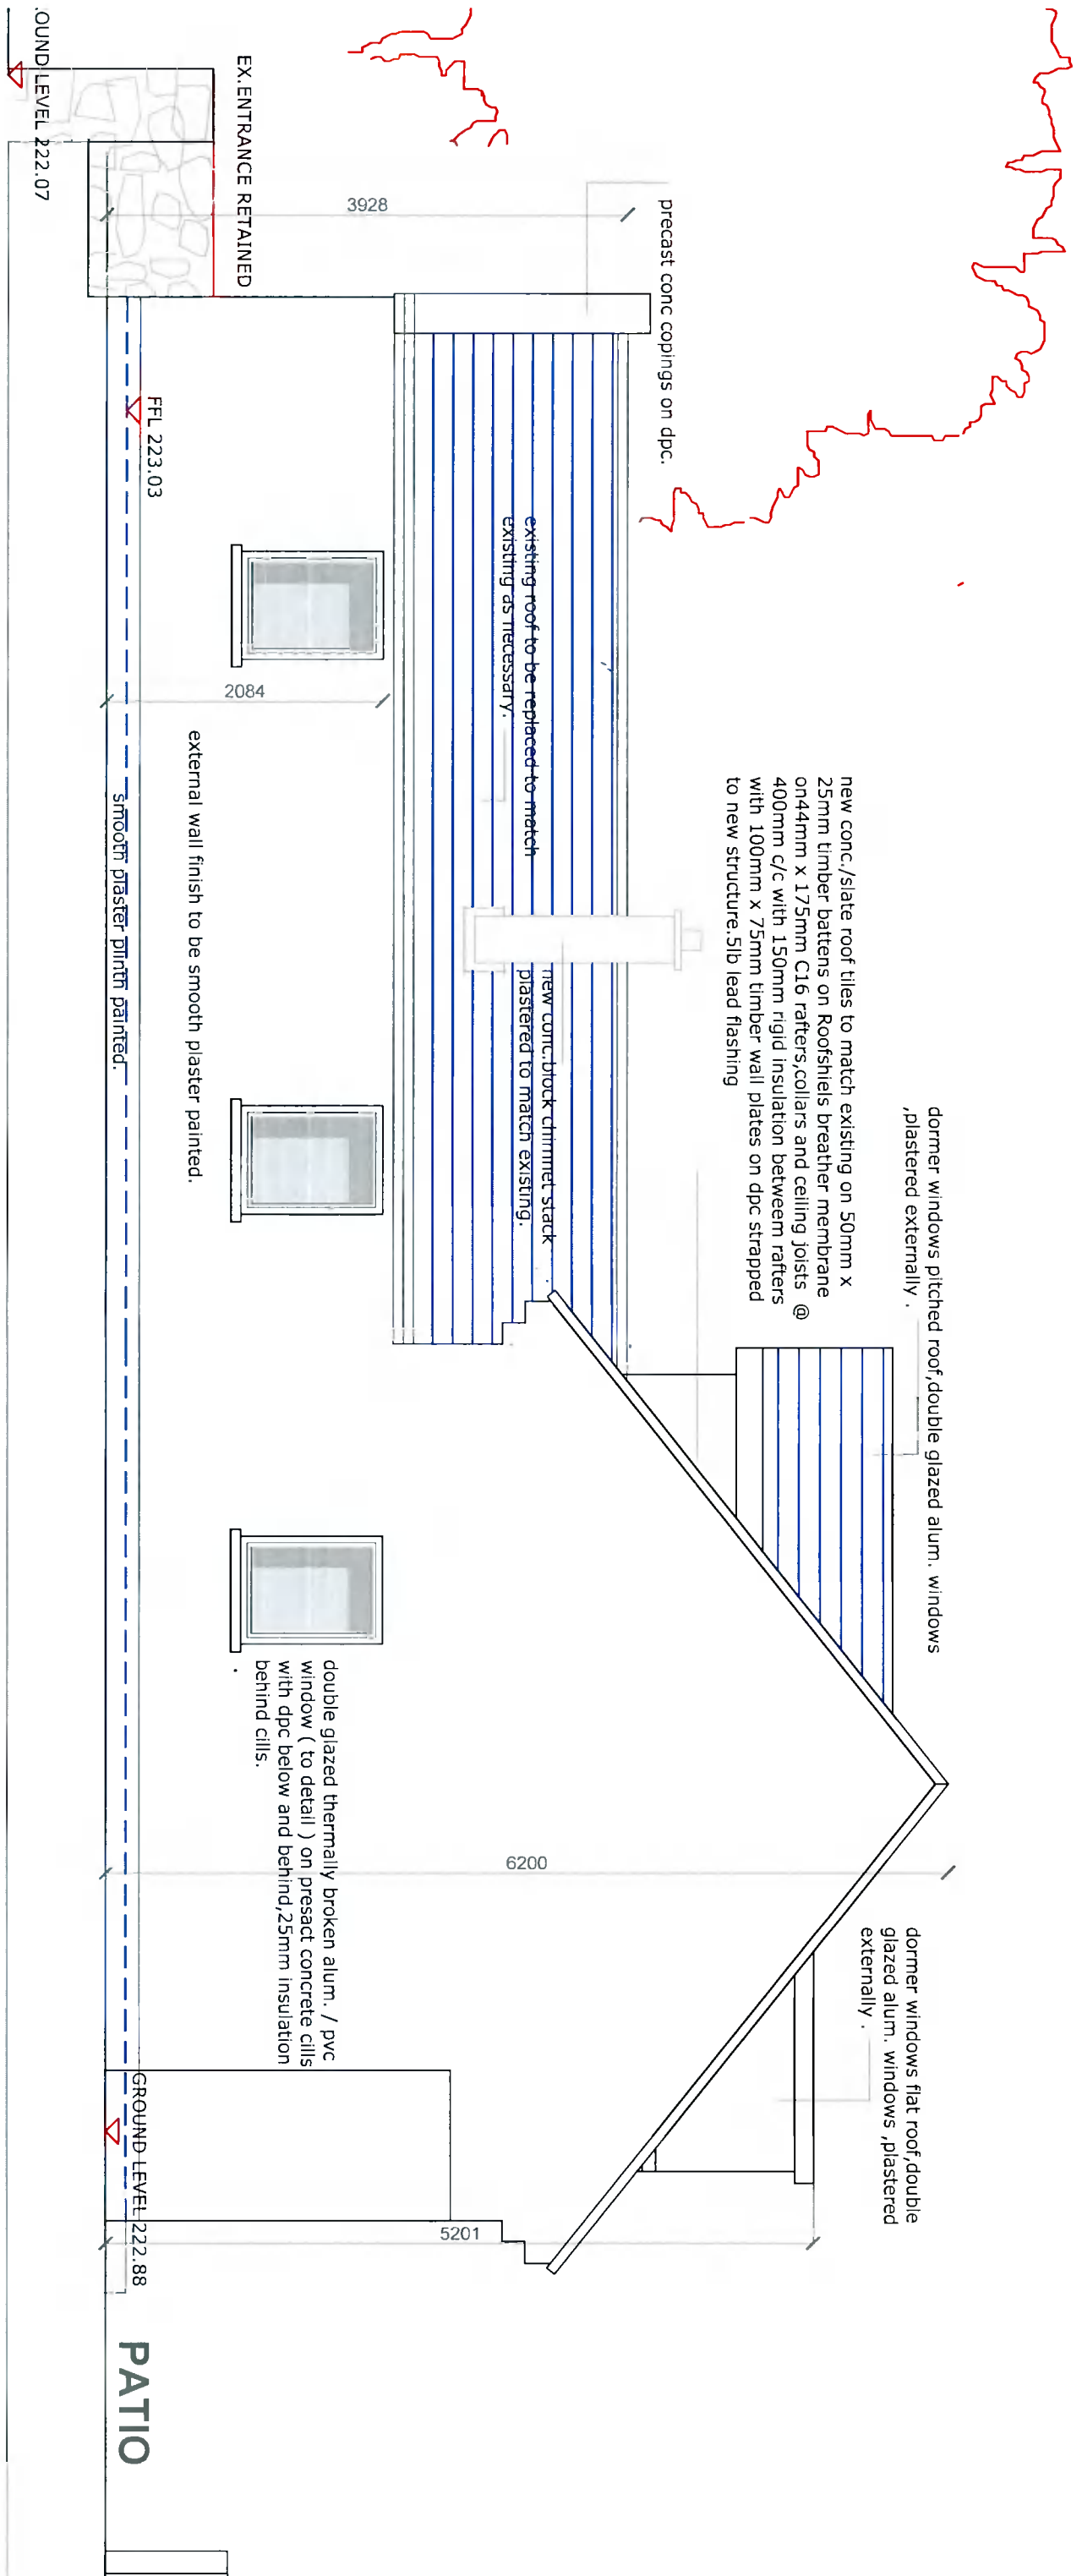 dormer windows pitched roof,double glazed alum. windows
,plastered externally .
dormer windows flat roof,double
glazed alum. windows ,plastered
externally .
new conc./slate roof tiles to match existing on 50mm x
25mm timber battens on Roofshiels breather membrane
on44mm x 175mm C16 rafters,collars and ceiling joists @
400mm c/c with 150mm rigid insulation betweem rafters
with 100mm x 75mm timber wall plates on dpc strapped
to new structure.5lb lead flashing
precast conc copings on dpc.
existing roof to be replaced to match
existing as necessary.
new conc.block chimnet stack
plastered to match existing.
3928
2084
6200
5201
EX.ENTRANCE RETAINED
double glazed thermally broken alum. / pvc
window ( to detail ) on presact concrete cills
with dpc below and behind,25mm insulation
behind cills.
.
external wall finish to be smooth plaster painted.
FFL 223.03
smooth plaster plinth painted.
GROUND LEVEL 222.88
PATIO
OUND LEVEL 222.07